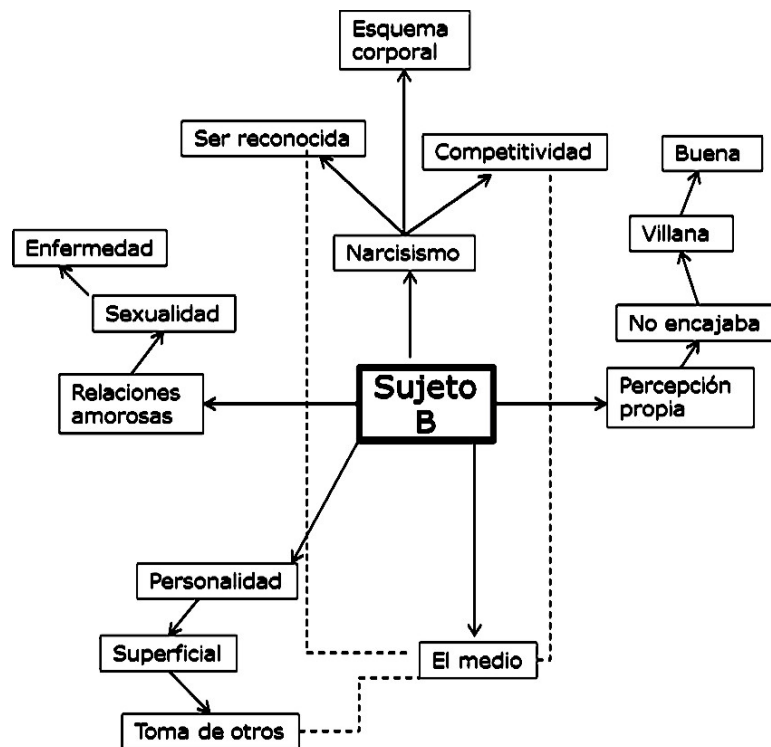 Esquema
corporal
Ser reconocida
Competitividad
Buena
Narcisismo
Villana
Enfermedad
Sexualidad
No encajaba
Relaciones
amorosas
Sujeto
B
Percepción
propia
Personalidad
Superficial
El medio
Toma de otros